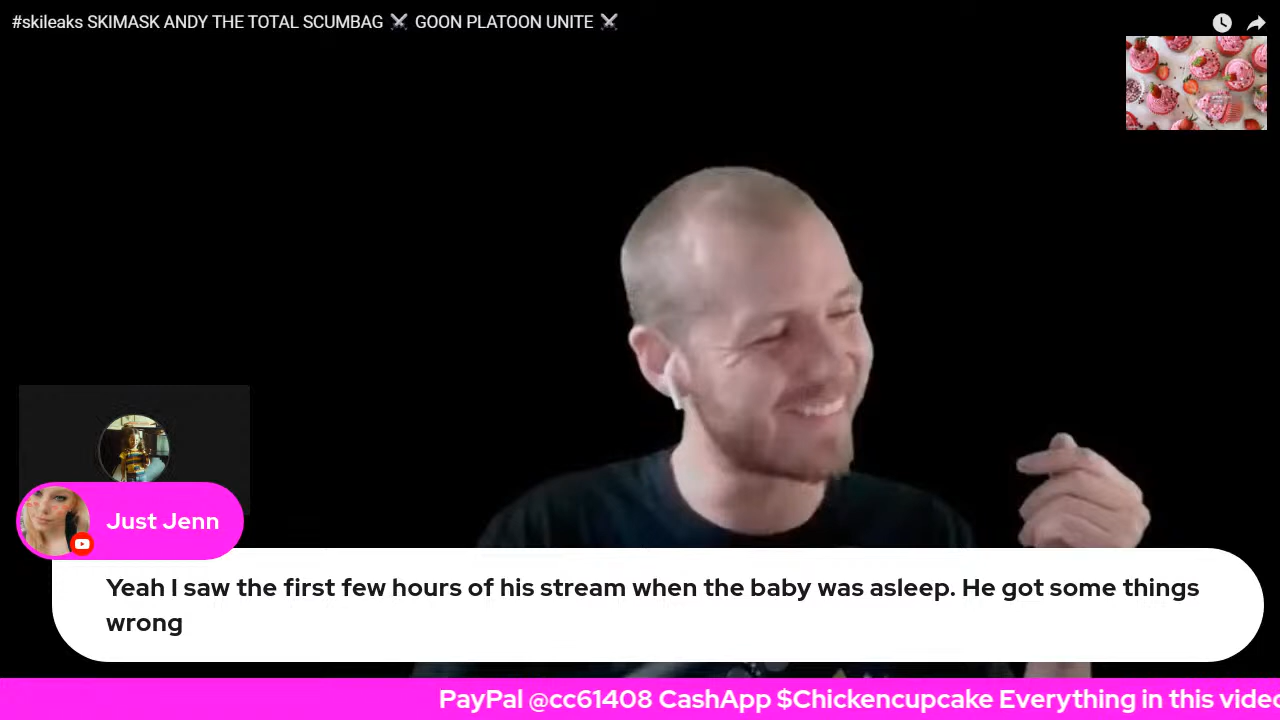 #skileaks SKIMASK ANDY THE TOTAL SCUMBAG ⚔ GOON PLATOON UNITE ⚔
Just Jenn
Yeah I saw the first few hours of his stream when the baby was asleep. He got some things
wrong
PayPal @cc61408 CashApp $Chickencupcake Everything in this video